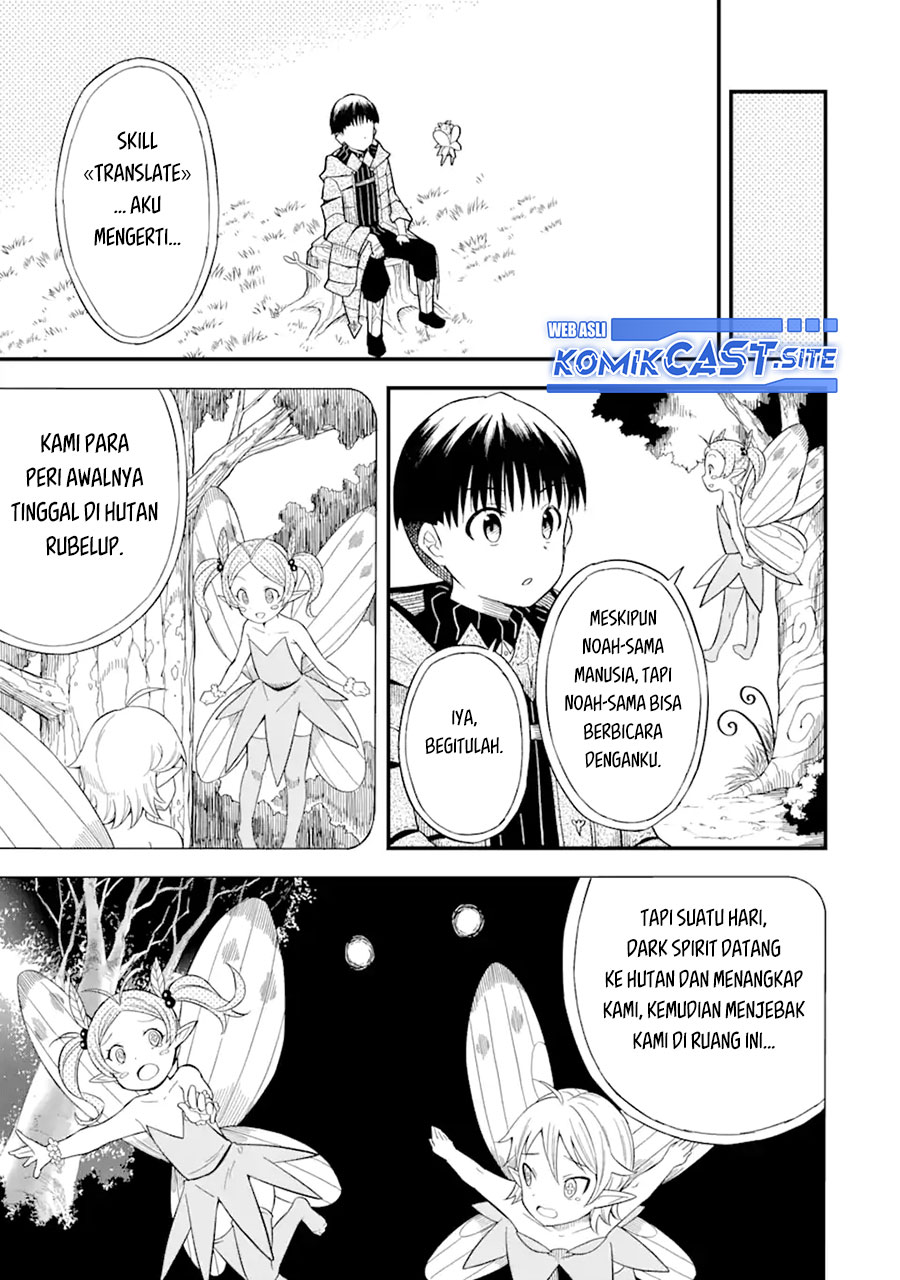 SKILL
«TRANSLATE»
... AKU
MENGERTI...
WEB ASLI
KOMIKCAST.SITE
MESKIPUN
NOAH-SAMA
MANUSIA, TAPI
NOAH-SAMA BISA
BERBICARA
DENGANKU.
IYA,
BEGITULAH.
KAMI PARA
PERI AWALNYA
TINGGAL DI HUTAN
RUBELUP.
TAPI SUATU HARI,
DARK SPIRIT DATANG
KE HUTAN DAN MENANGKAP
KAMI, KEMUDIAN MENJEBAK
KAMI DI RUANG INI...